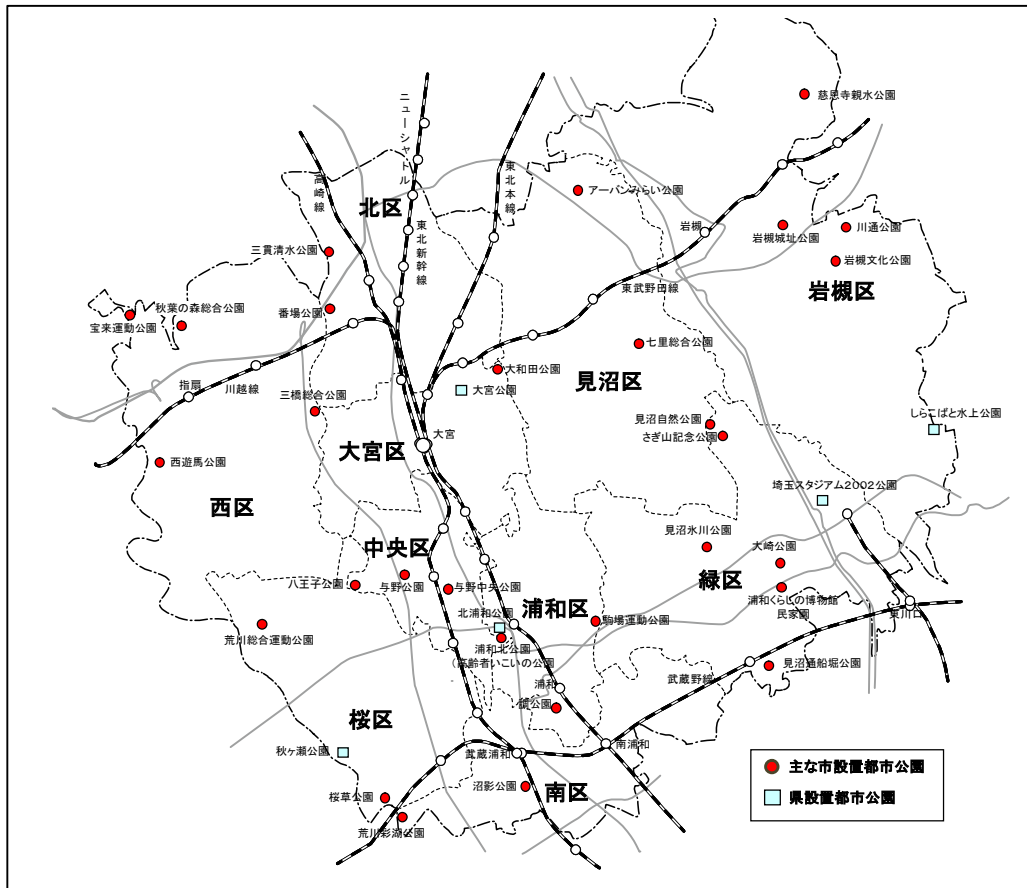 慈恩寺親水公園
ニューシャトル
高崎線
東北本線
アーバンみらい公園
北区
東北新幹線
岩槻
岩槻城址公園
川通公園
三貫清水公園
岩槻文化公園
東武野田線
岩槻区
秋葉の森総合公園
宝来運動公園
番場公園
七里総合公園
指扇
川越線
大和田公園
見沼区
三橋総合公園
大宮公園
見沼自然公園
さぎ山記念公園
しらこばと水上公園
大宮
大宮区
西遊馬公園
西区
埼玉スタジアム2002公園
中央区
見沼氷川公園
大崎公園
八王子公園
与野公園
与野中央公園
緑区
浦和くらしの博物館
民家園
北浦和公園
浦和区
駒場運動公園
東川口
荒川総合運動公園
浦和北公園
(高齢者いこいの公園
見沼通船堀公園
浦和
武蔵野線
桜区
秋ヶ瀬公園
武蔵浦和
南浦和
主な市設置都市公園
県設置都市公園
桜草公園
沼影公園
南区
荒川彩湖公園